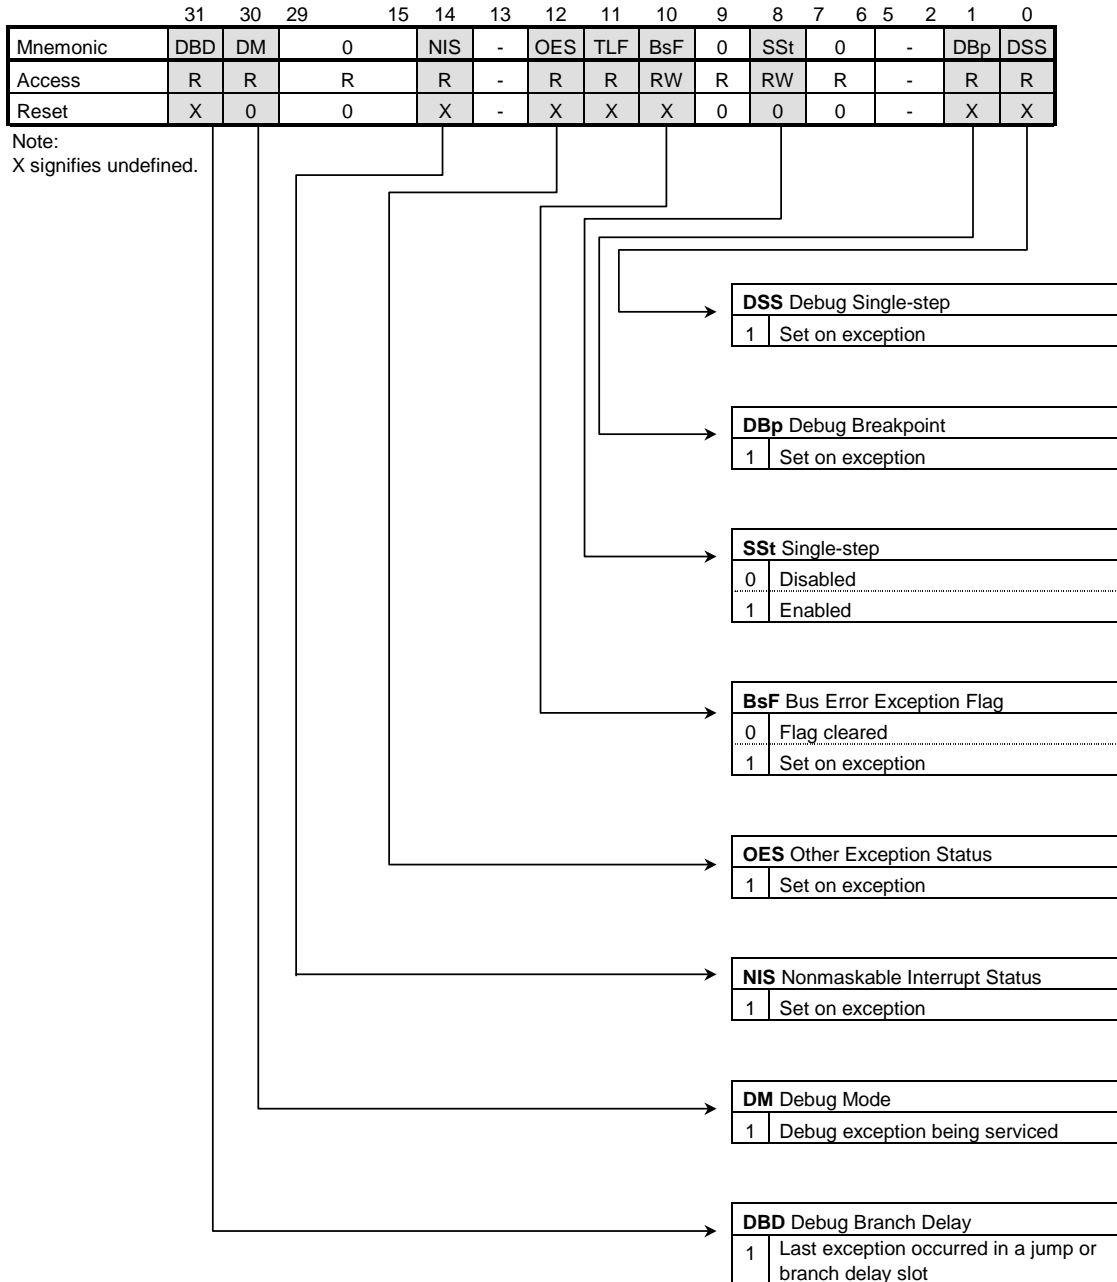 31 30 29 15 14 13 12 11 10 9 8 7 6 5 2 1 0
Mnemonic DBD DM 0 NIS - OES TLF BsF 0 SSt 0 - DBp DSS
Access R R R R - R R RW R RW R - R R
Reset X 0 0 X - X X X 0 0 0 - X X
Note:
X signifies undefined.
DSS Debug Single-step
1 Set on exception
DBp Debug Breakpoint
1 Set on exception
SSt Single-step
0 Disabled
1 Enabled
BsF Bus Error Exception Flag
0 Flag cleared
1 Set on exception
OES Other Exception Status
1 Set on exception
NIS Nonmaskable Interrupt Status
1 Set on exception
DM Debug Mode
1 Debug exception being serviced
DBD Debug Branch Delay
1 Last exception occurred in a jump or
branch delay slot